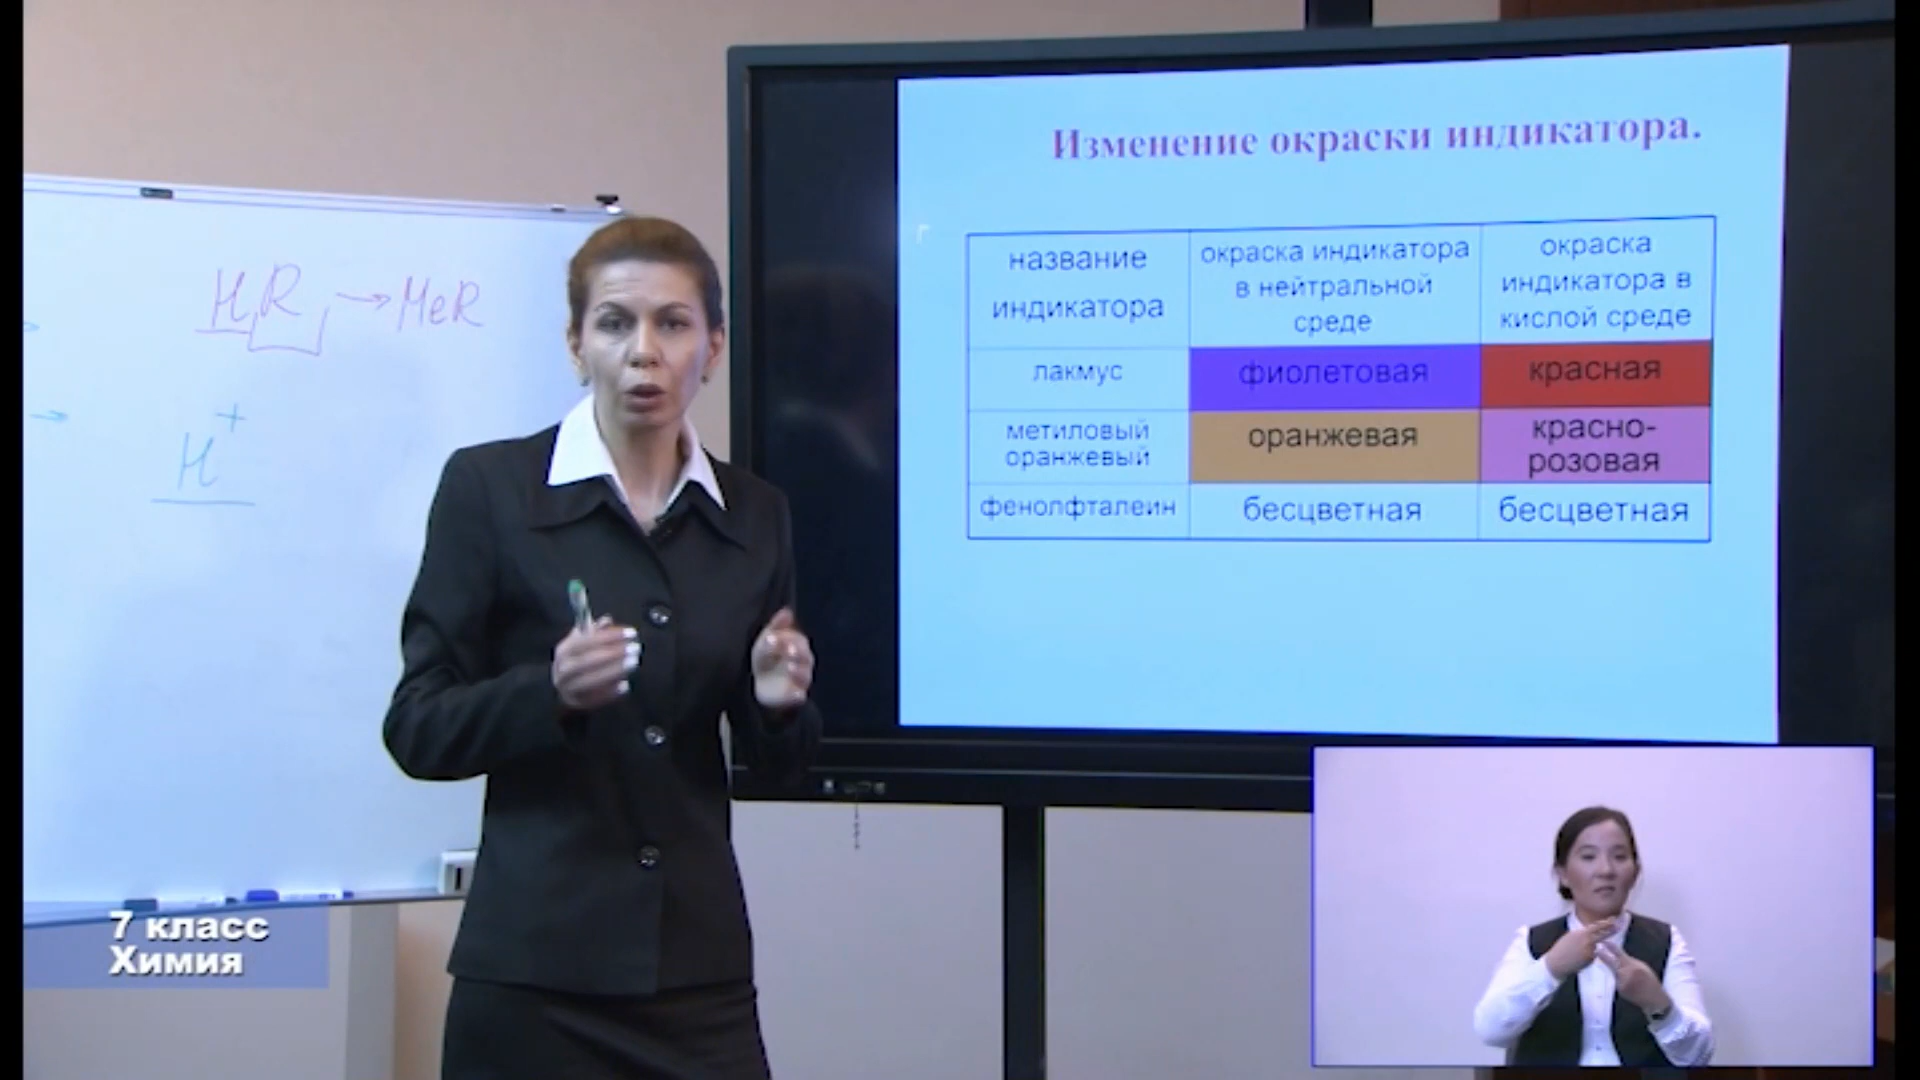 H,R → MeR
H⁺
Изменение окраски индикатора.
название
индикатора
окраска индикатора
в нейтральной
среде
окраска
индикатора в
кислой среде
лакмус
фиолетовая
красная
метиловый
оранжевый
оранжевая
красно-
розовая
фенолфталеин
бесцветная
бесцветная
7 класс
Химия